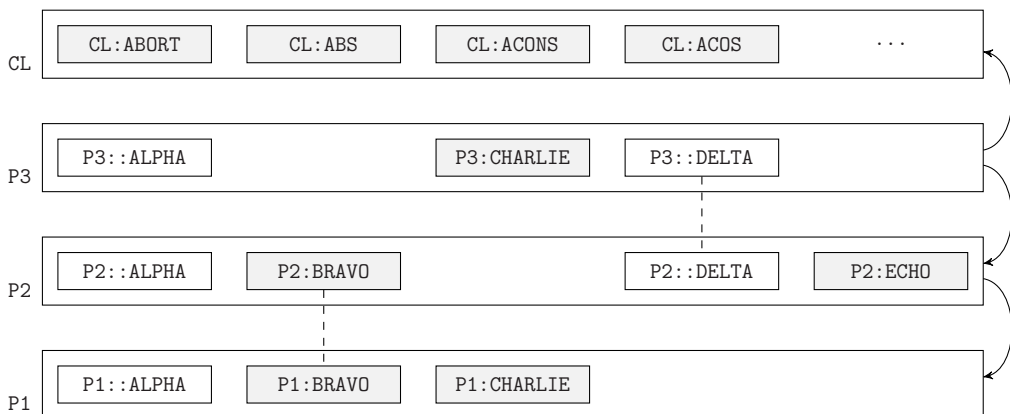 CL CL:ABORT CL:ABS CL:ACONS CL:ACOS ...
P3 P3::ALPHA P3:CHARLIE P3::DELTA
P2 P2::ALPHA P2:BRAVO P2::DELTA P2:ECHO
P1 P1::ALPHA P1:BRAVO P1:CHARLIE